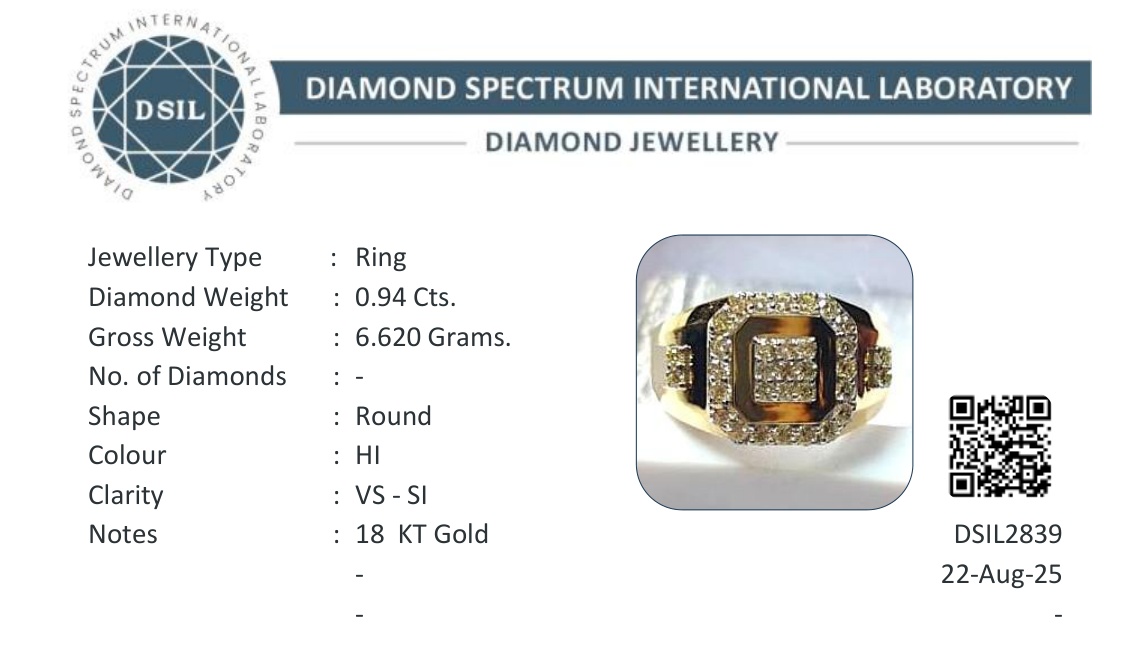 DIAMOND SPECTRUM INTERNATIONAL LABORATORY
DSIL
DIAMOND SPECTRUM INTERNATIONAL LABORATORY
DIAMOND JEWELLERY
Jewellery Type : Ring
Diamond Weight : 0.94 Cts.
Gross Weight : 6.620 Grams.
No. of Diamonds : -
Shape : Round
Colour : HI
Clarity : VS - SI
Notes : 18 KT Gold
-
-
DSIL2839
22-Aug-25
-